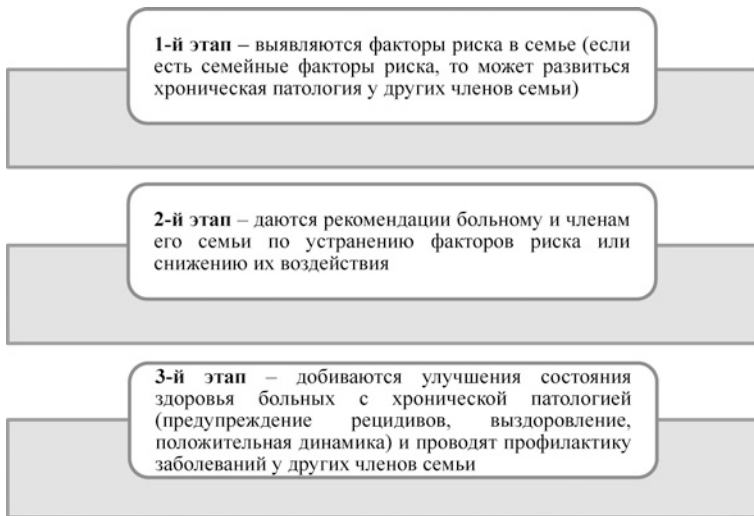 1-й этап – выявляются факторы риска в семье (если
есть семейные факторы риска, то может развиться
хроническая патология у других членов семьи)
2-й этап – даются рекомендации больному и членам
его семьи по устранению факторов риска или
снижению их воздействия
3-й этап – добиваются улучшения состояния
здоровья больных с хронической патологией
(предупреждение рецидивов, выздоровление,
положительная динамика) и проводят профилактику
заболеваний у других членов семьи